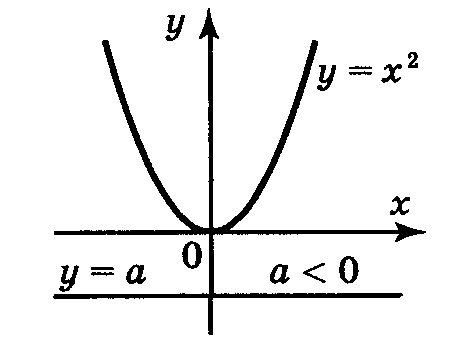 y
y = x²
x
0
y = a
a < 0